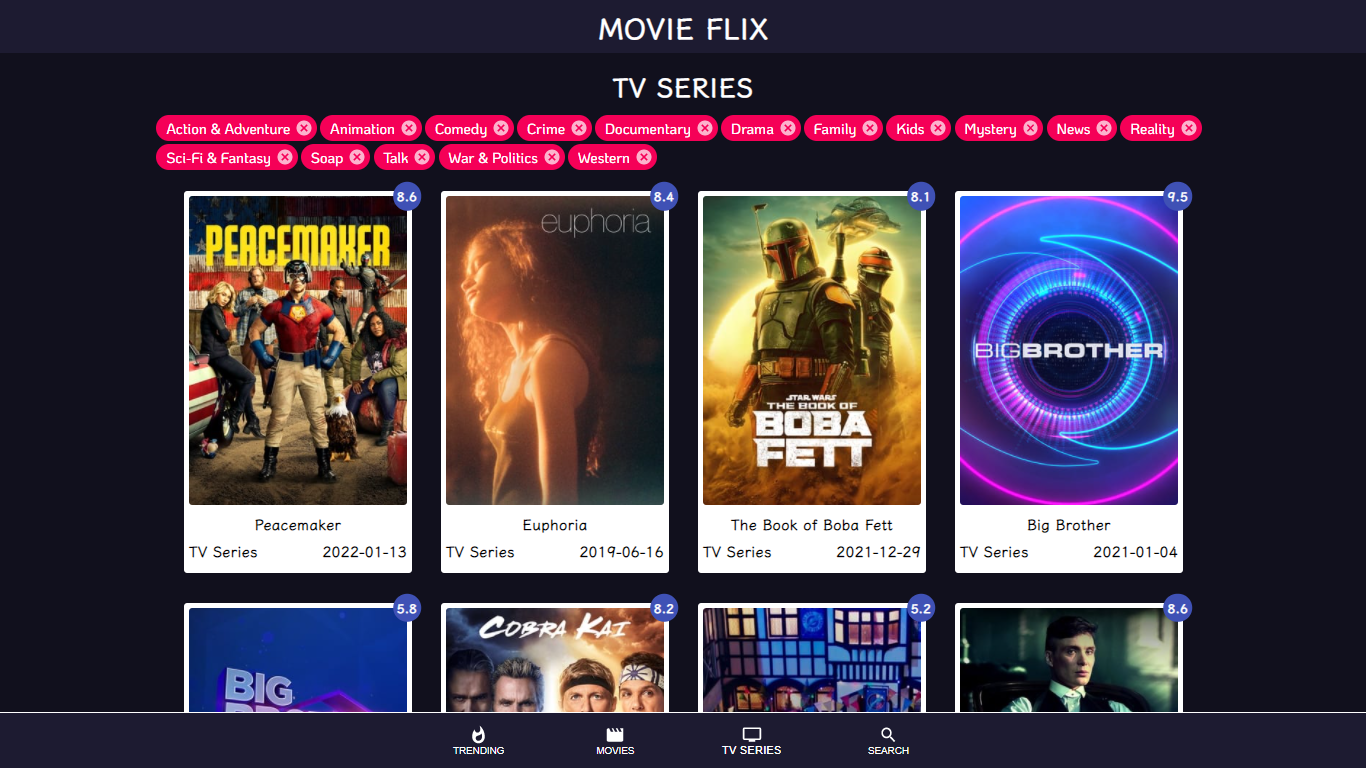 MOVIE FLIX
TV SERIES
Action & Adventure Animation Comedy Crime Documentary Drama Family Kids Mystery News Reality
Sci-Fi & Fantasy Soap Talk War & Politics Western
8.6 8.4 8.1 9.5
PEACEMAKER
euphoria
STAR WARS
THE BOOK OF
BOBA
FETT
BIGBROTHER
Peacemaker Euphoria The Book of Boba Fett Big Brother
TV Series 2022-01-13 TV Series 2019-06-16 TV Series 2021-12-29 TV Series 2021-01-04
5.8 8.2 5.2 8.6
BIG
COBRA KAI
TRENDING MOVIES TV SERIES SEARCH